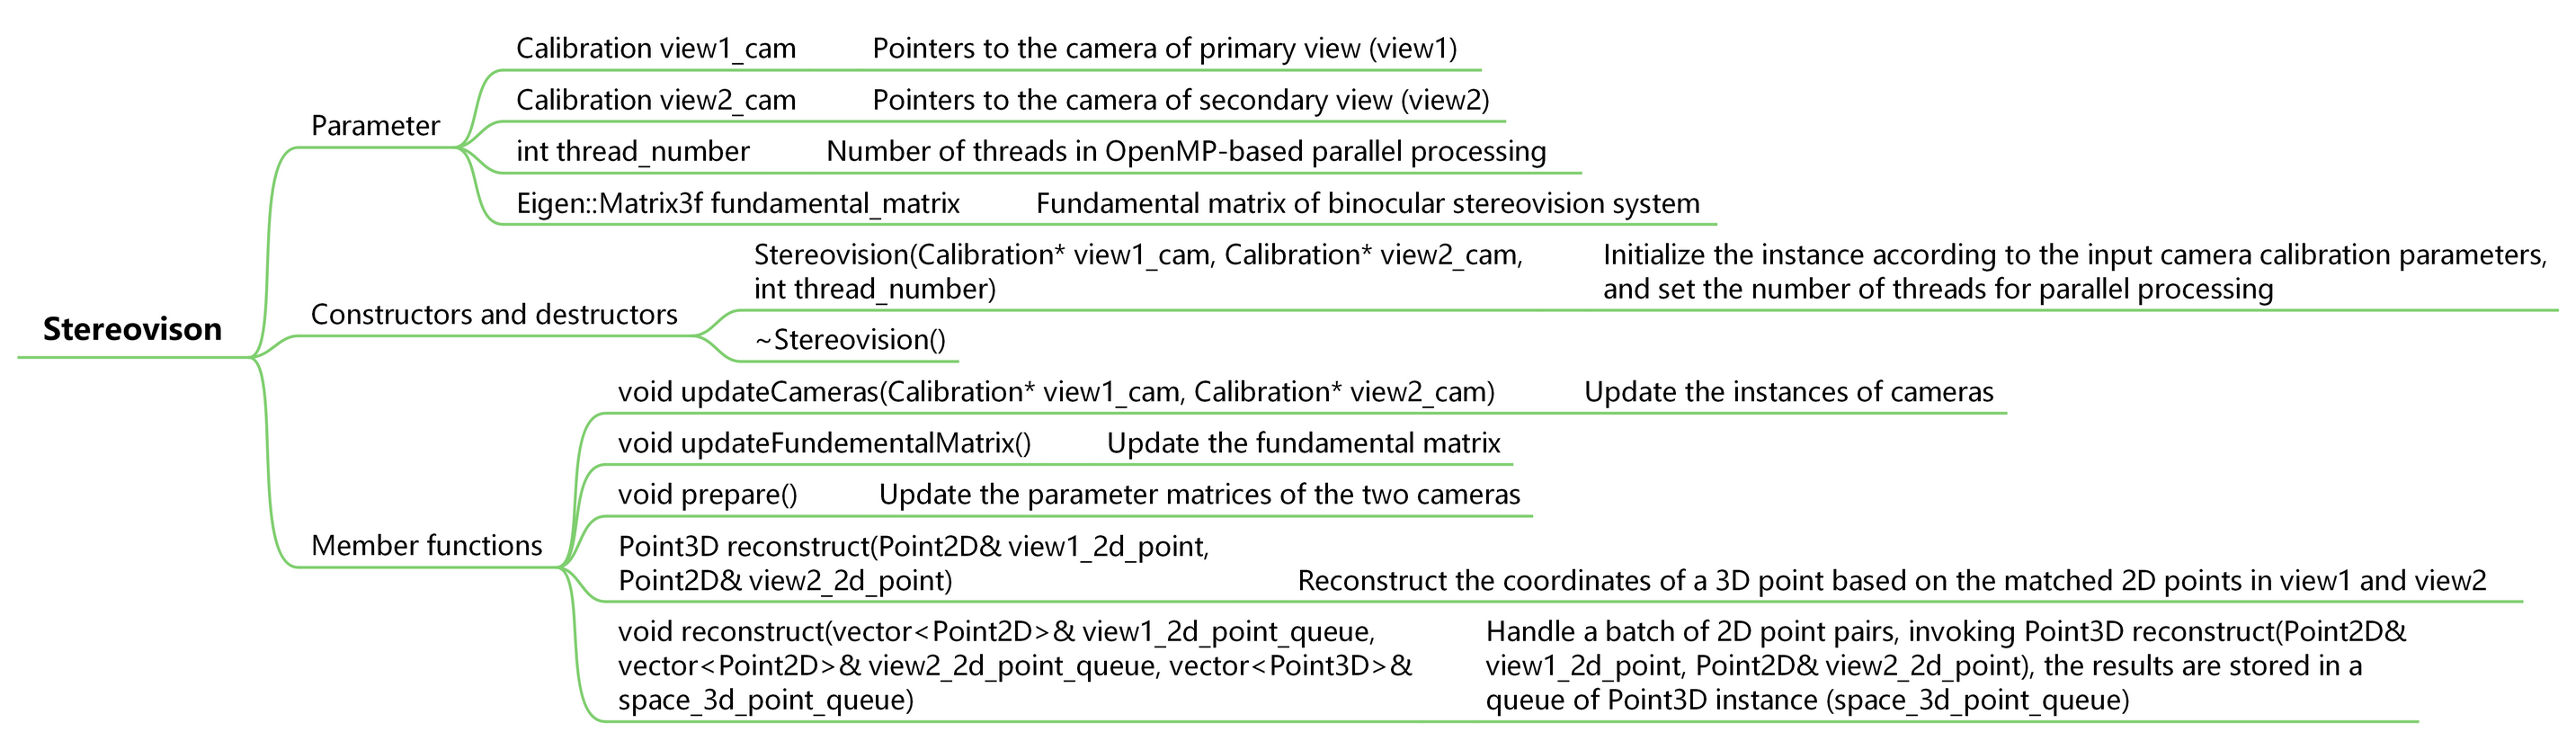 Stereovison
Parameter
Calibration view1_cam
Pointers to the camera of primary view (view1)
Calibration view2_cam
Pointers to the camera of secondary view (view2)
int thread_number
Number of threads in OpenMP-based parallel processing
Eigen::Matrix3f fundamental_matrix
Fundamental matrix of binocular stereovision system
Constructors and destructors
Stereovision(Calibration* view1_cam, Calibration* view2_cam,
int thread_number)
Initialize the instance according to the input camera calibration parameters,
and set the number of threads for parallel processing
~Stereovision()
Member functions
void updateCameras(Calibration* view1_cam, Calibration* view2_cam)
Update the instances of cameras
void updateFundementalMatrix()
Update the fundamental matrix
void prepare()
Update the parameter matrices of the two cameras
Point3D reconstruct(Point2D& view1_2d_point,
Point2D& view2_2d_point)
Reconstruct the coordinates of a 3D point based on the matched 2D points in view1 and view2
void reconstruct(vector<Point2D>& view1_2d_point_queue,
vector<Point2D>& view2_2d_point_queue, vector<Point3D>&
space_3d_point_queue)
Handle a batch of 2D point pairs, invoking Point3D reconstruct(Point2D&
view1_2d_point, Point2D& view2_2d_point), the results are stored in a
queue of Point3D instance (space_3d_point_queue)